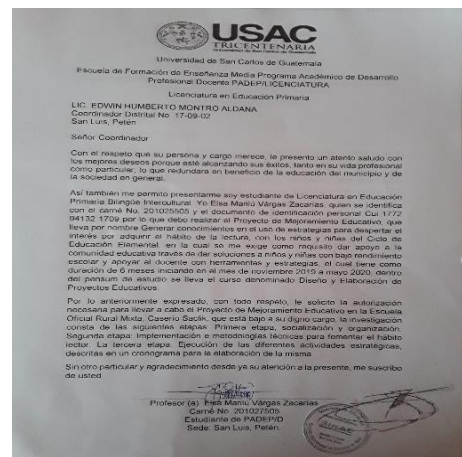 USAC
TRICENTENARIA
Universidad de San Carlos de Guatemala
Universidad de San Carlos de Guatemala
Escuela de Formación de Enseñanza Media Programa Académico de Desarrollo
Profesional Docente PADEP/LICENCIATURA
Licenciatura en Educación Primaria
LIC. EDWIN HUMBERTO MONTRO ALDANA
Coordinador Distrital No. 17-09-02
San Luis, Petén.
Señor Coordinador
Con el respeto que su persona y cargo merece, le presento un atento saludo con
los mejores deseos porque esté alcanzando sus éxitos, tanto en su vida profesional
como particular, lo que redundara en beneficio de la educación del municipio y de
la sociedad en general.
Así también me permito presentarme soy estudiante de Licenciatura en Educación
Primaria Bilingüe Intercultural. Yo Elsa Marilú Várgas Zacarías, quien se identifica
con el carné No. 201025505 y el documento de identificación personal Cui 1772
94132 1709 por lo que debo realizar el Proyecto de Mejoramiento Educativo, que
lleva por nombre Generar conocimientos en el uso de estrategias para despertar el
interés por adquirir el hábito de la lectura, con los niños y niñas del Ciclo de
Educación Elemental, en la cual se me exige como requisito dar apoyo a la
comunidad educativa través de dar soluciones a niños y niñas con bajo rendimiento
escolar y apoyar al docente con herramientas y estrategias, el cual tiene como
duración de 6 meses iniciando en el mes de noviembre 2019 a mayo 2020, dentro
del pensum de estudio se lleva el curso denominado Diseño y Elaboración de
Proyectos Educativos.
Por lo anteriormente expresado, con todo respeto, le solicito la autorización
necesaria para llevar a cabo el Proyecto de Mejoramiento Educativo en la Escuela
Oficial Rural Mixta, Caserío Sactik, que está bajo a su digno cargo, la investigación
consta de las siguientes etapas: Primera etapa, socialización y organización.
Segunda etapa: Implementación e metodologías técnicas para fomentar el hábito
lector. La tercera etapa. Ejecución de las diferentes actividades estratégicas,
descritas en un cronograma para la elaboración de la misma
Sin otro particular y agradecimiento desde ya su atención a la presente, me suscribo
de usted.
Profesor (a) Elsa Marilú Várgas Zacarías
Carné No. 201027505
Estudiante de PADEP/D
Sede: San Luis, Petén.